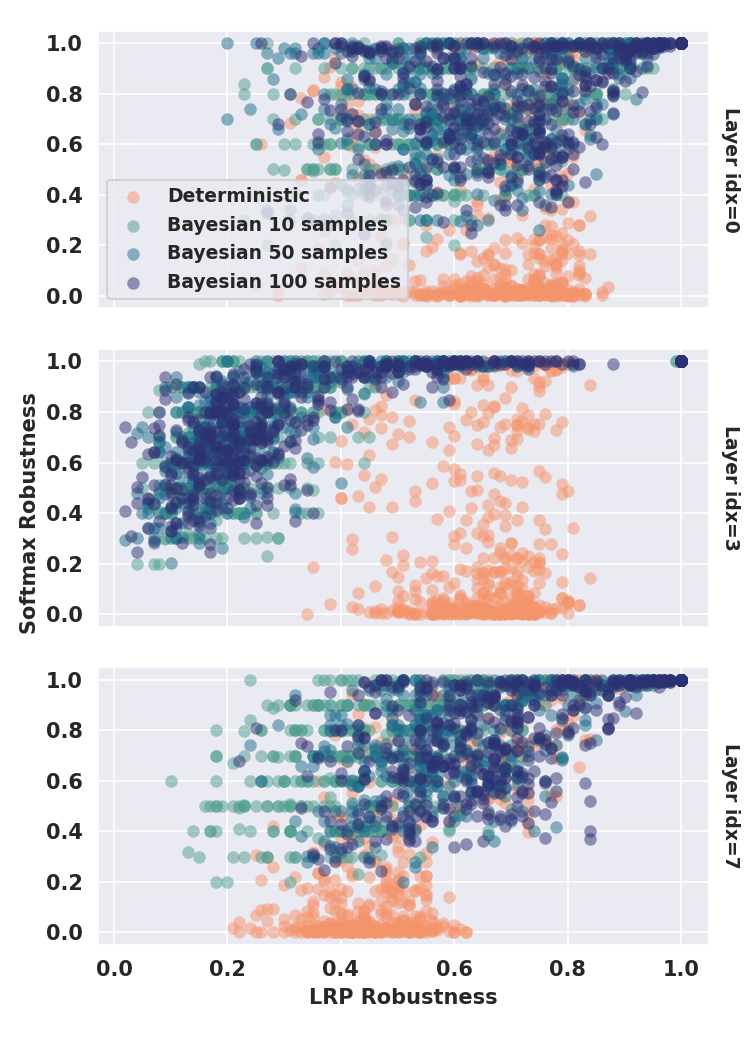 1.0
0.8
0.6
0.4
0.2
0.0
Deterministic
Bayesian 10 samples
Bayesian 50 samples
Bayesian 100 samples
Layer idx=0
1.0
0.8
0.6
0.4
0.2
0.0
Softmax Robustness
Layer idx=3
1.0
0.8
0.6
0.4
0.2
0.0
Layer idx=7
0.0 0.2 0.4 0.6 0.8 1.0
LRP Robustness